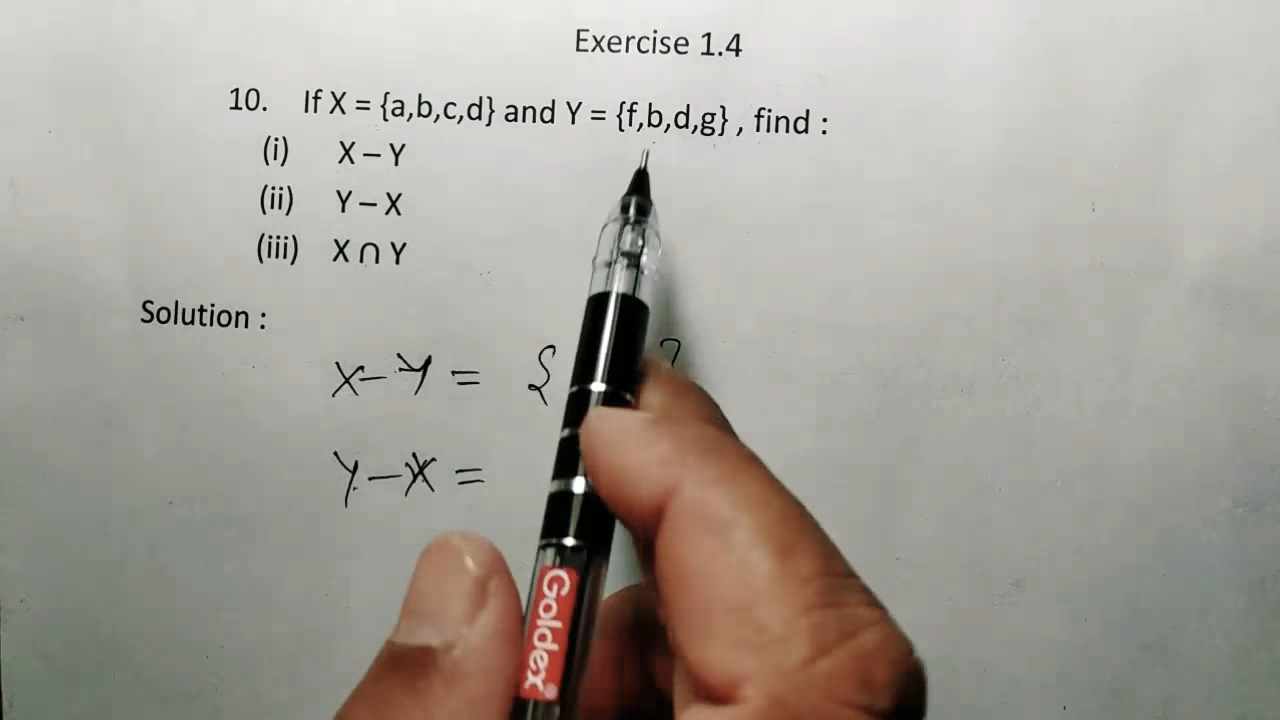 Exercise 1.4
10. If X = {a,b,c,d} and Y = {f,b,d,g} , find :
(i) X – Y
(ii) Y – X
(iii) X ∩ Y
Solution :
X – Y = { }
Y – X =
Goldex®